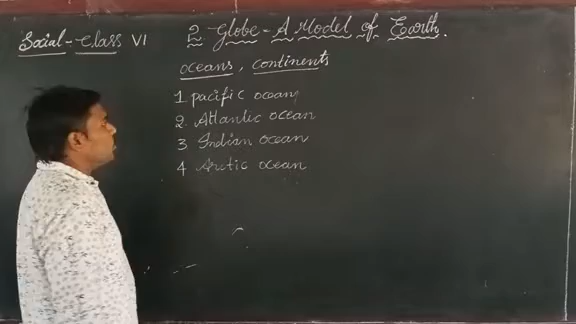 Social-Class VI
2. Globe - A Model of Earth.
oceans, continents
1. pacific ocean
2. Atlantic ocean
3 Indian ocean
4 Arctic ocean